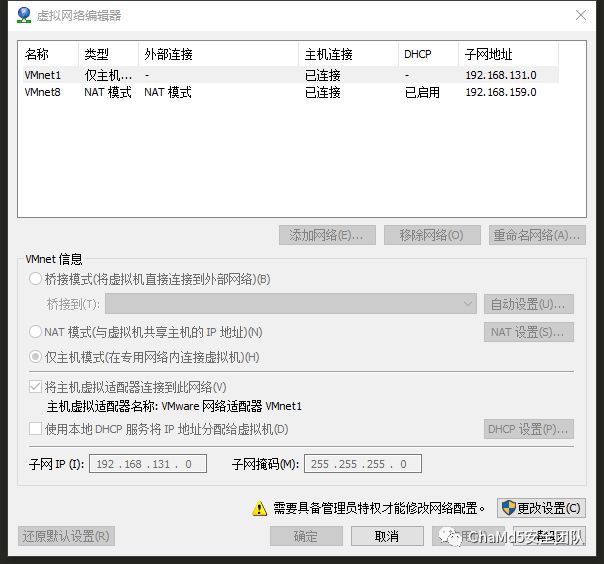 虚拟网络编辑器
名称 类型 外部连接 主机连接 DHCP 子网地址
VMnet1 仅主机... - 已连接 - 192.168.131.0
VMnet8 NAT 模式 NAT 模式 已连接 已启用 192.168.159.0
添加网络(E)... 移除网络(O) 重命名网络(A)...
VMnet 信息
桥接模式(将虚拟机直接连接到外部网络)(B)
桥接到(T): 自动设置(U)...
NAT 模式(与虚拟机共享主机的 IP 地址)(N) NAT 设置(S)...
仅主机模式(在专用网络内连接虚拟机)(H)
将主机虚拟适配器连接到此网络(V)
主机虚拟适配器名称: VMware 网络适配器 VMnet1
使用本地 DHCP 服务将 IP 地址分配给虚拟机(D) DHCP 设置(P)...
子网 IP (I): 192 . 168 . 131 . 0 子网掩码(M): 255 . 255 . 255 . 0
需要具备管理员特权才能修改网络配置。 更改设置(C)
还原默认设置(R) 确定 取消 ChaMd5安全团队